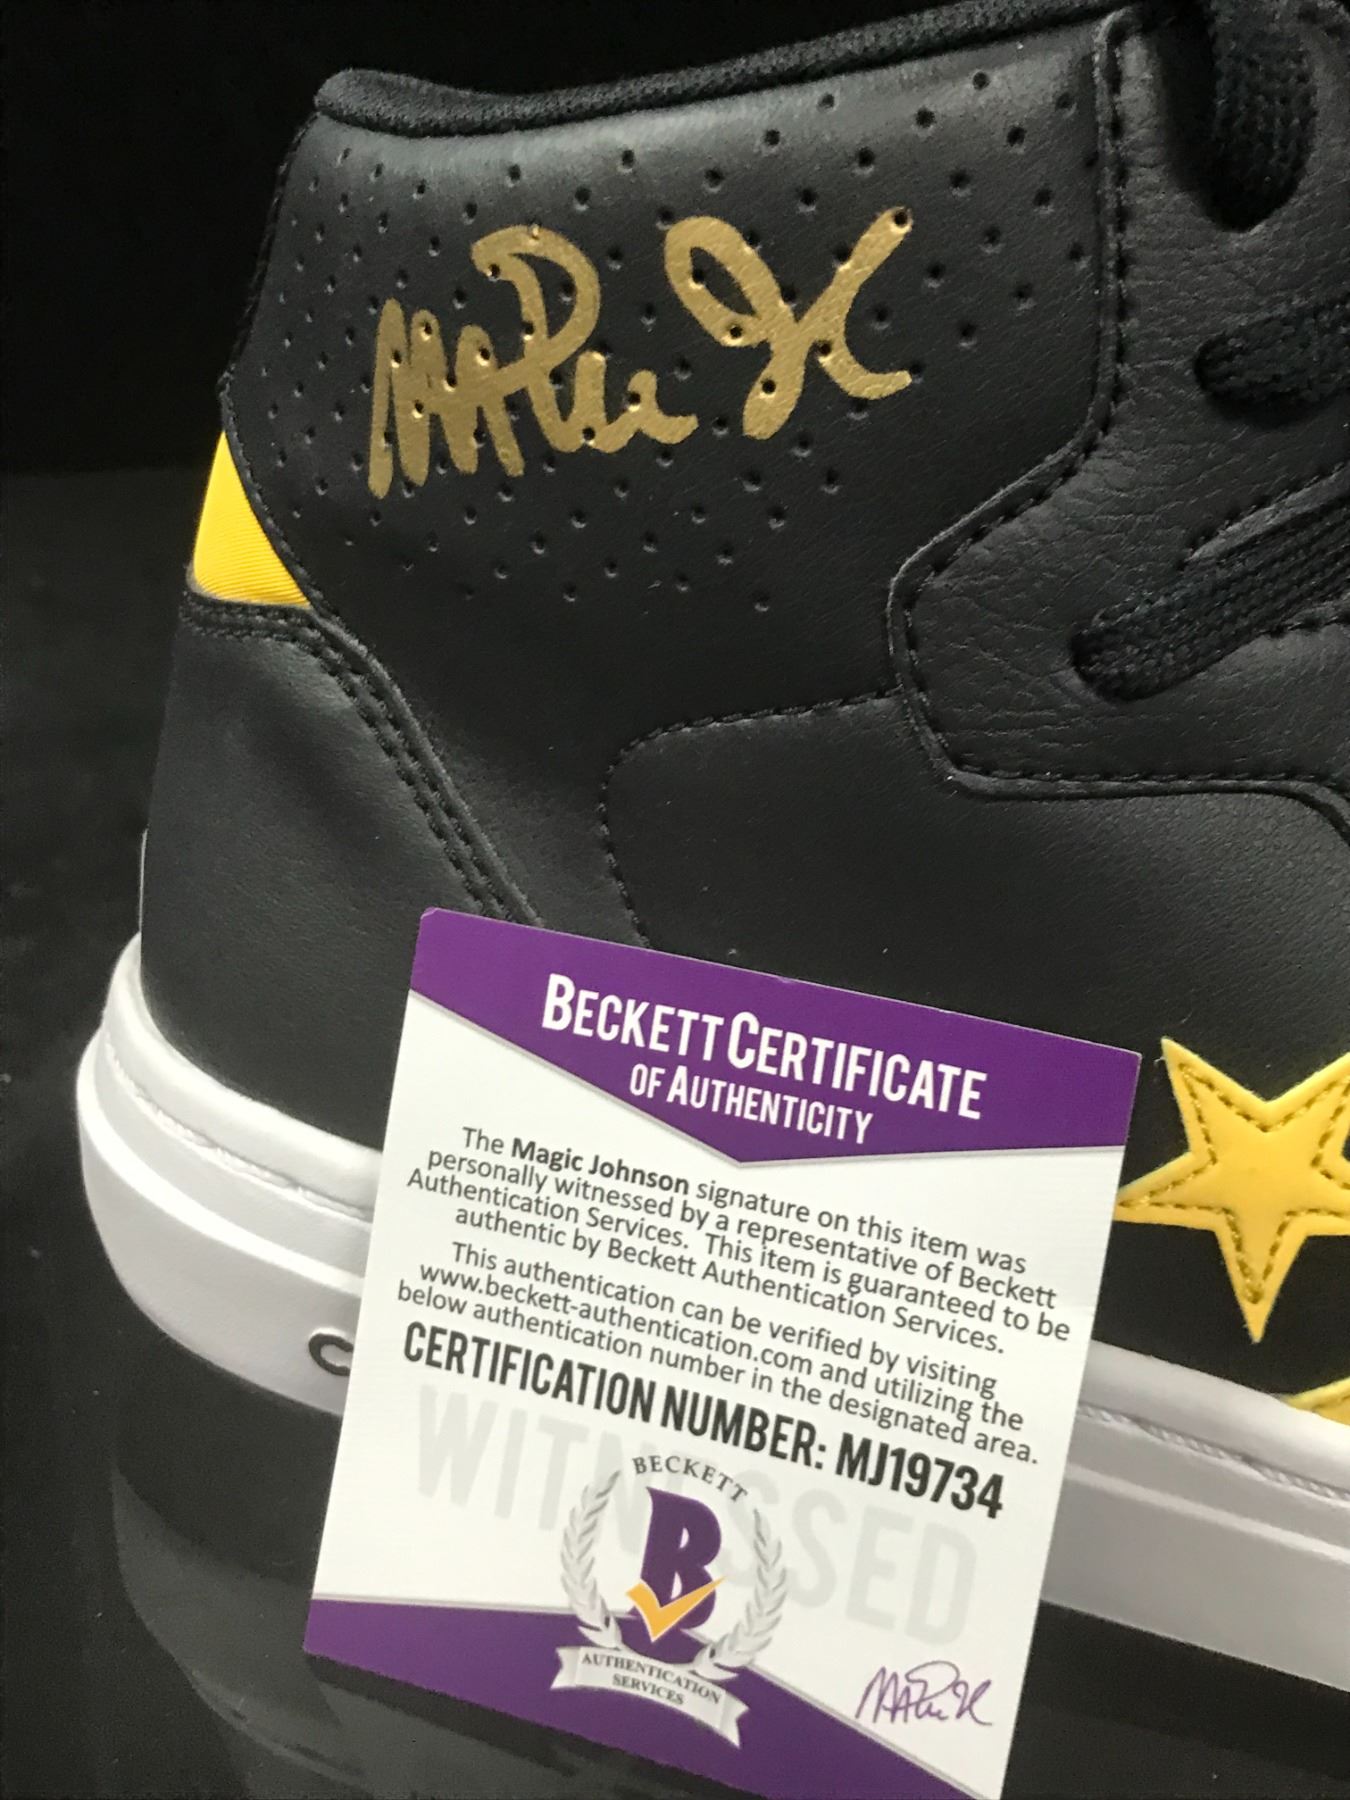 Magic J
BECKETT CERTIFICATE
OF AUTHENTICITY
The Magic Johnson signature on this item was
personally witnessed by a representative of Beckett
Authentication Services. This item is guaranteed to be
authentic by Beckett Authentication Services.
This authentication can be verified by visiting
www.beckett-authentication.com and utilizing the
below authentication number in the designated area.
CERTIFICATION NUMBER: MJ19734
WITNESSED
BECKETT
B
AUTHENTICATION
SERVICES
Magic J
C